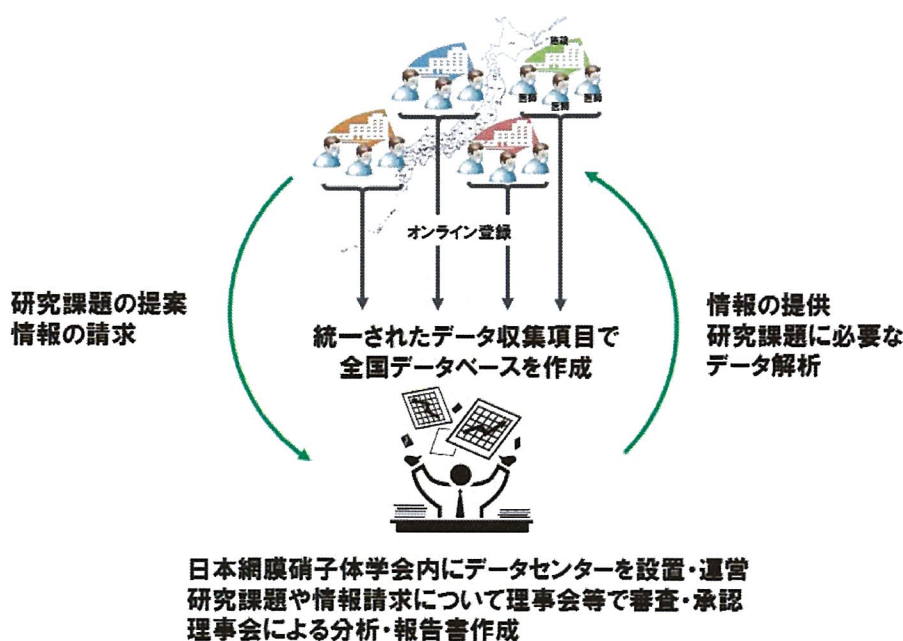 施設
医師
医師
医師
オンライン登録
研究課題の提案
情報の請求
統一されたデータ収集項目で
全国データベースを作成
情報の提供
研究課題に必要な
データ解析
日本網膜硝子体学会内にデータセンターを設置・運営
研究課題や情報請求について理事会等で審査・承認
理事会による分析・報告書作成